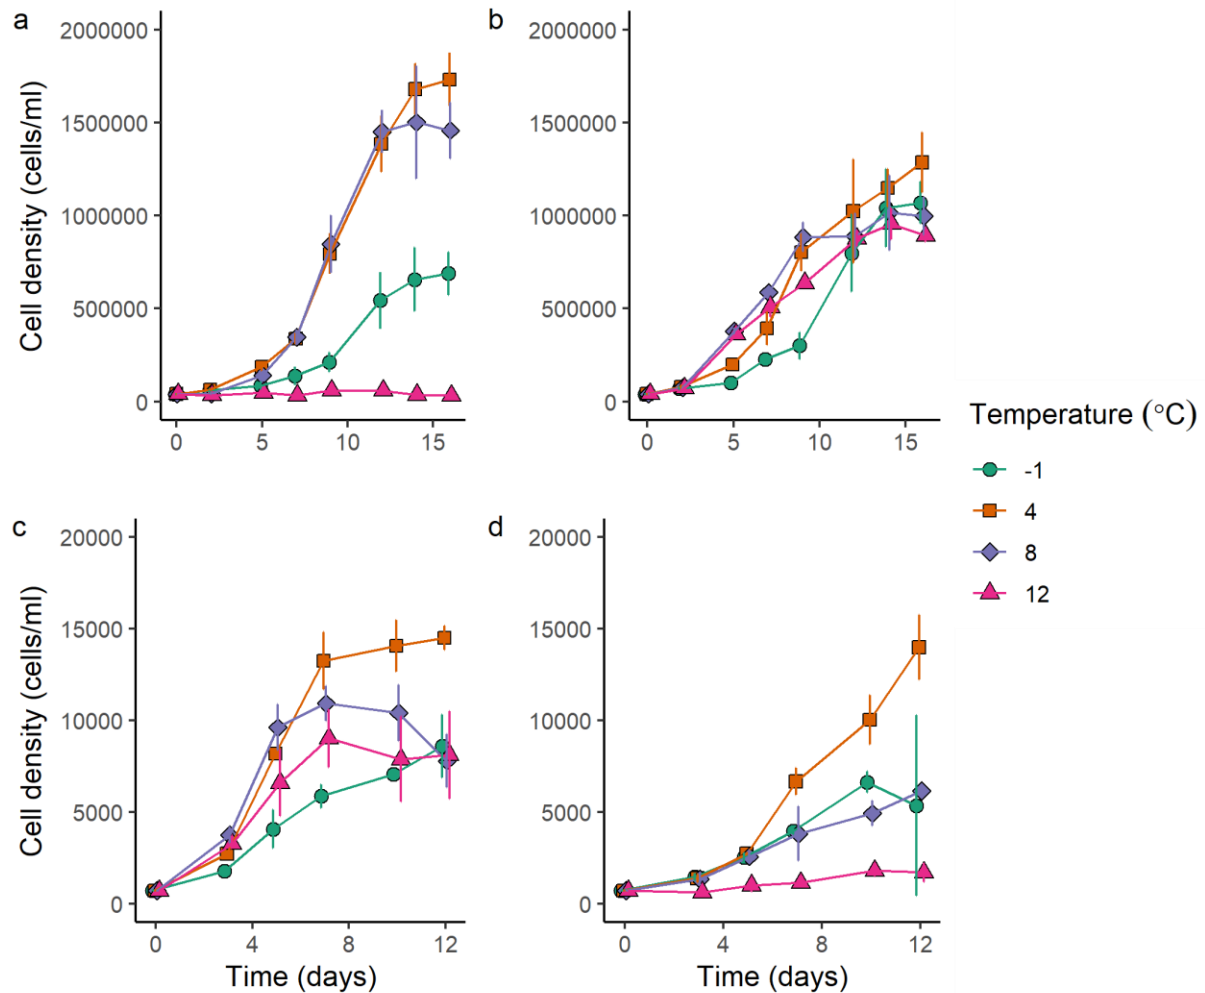 a
2000000
1500000
1000000
500000
0
Cell density (cells/ml)
0 5 10 15
b
2000000
1500000
1000000
500000
0
0 5 10 15
Temperature (°C)
-1
4
8
12
c
20000
15000
10000
5000
0
Cell density (cells/ml)
0 4 8 12
Time (days)
d
20000
15000
10000
5000
0
0 4 8 12
Time (days)